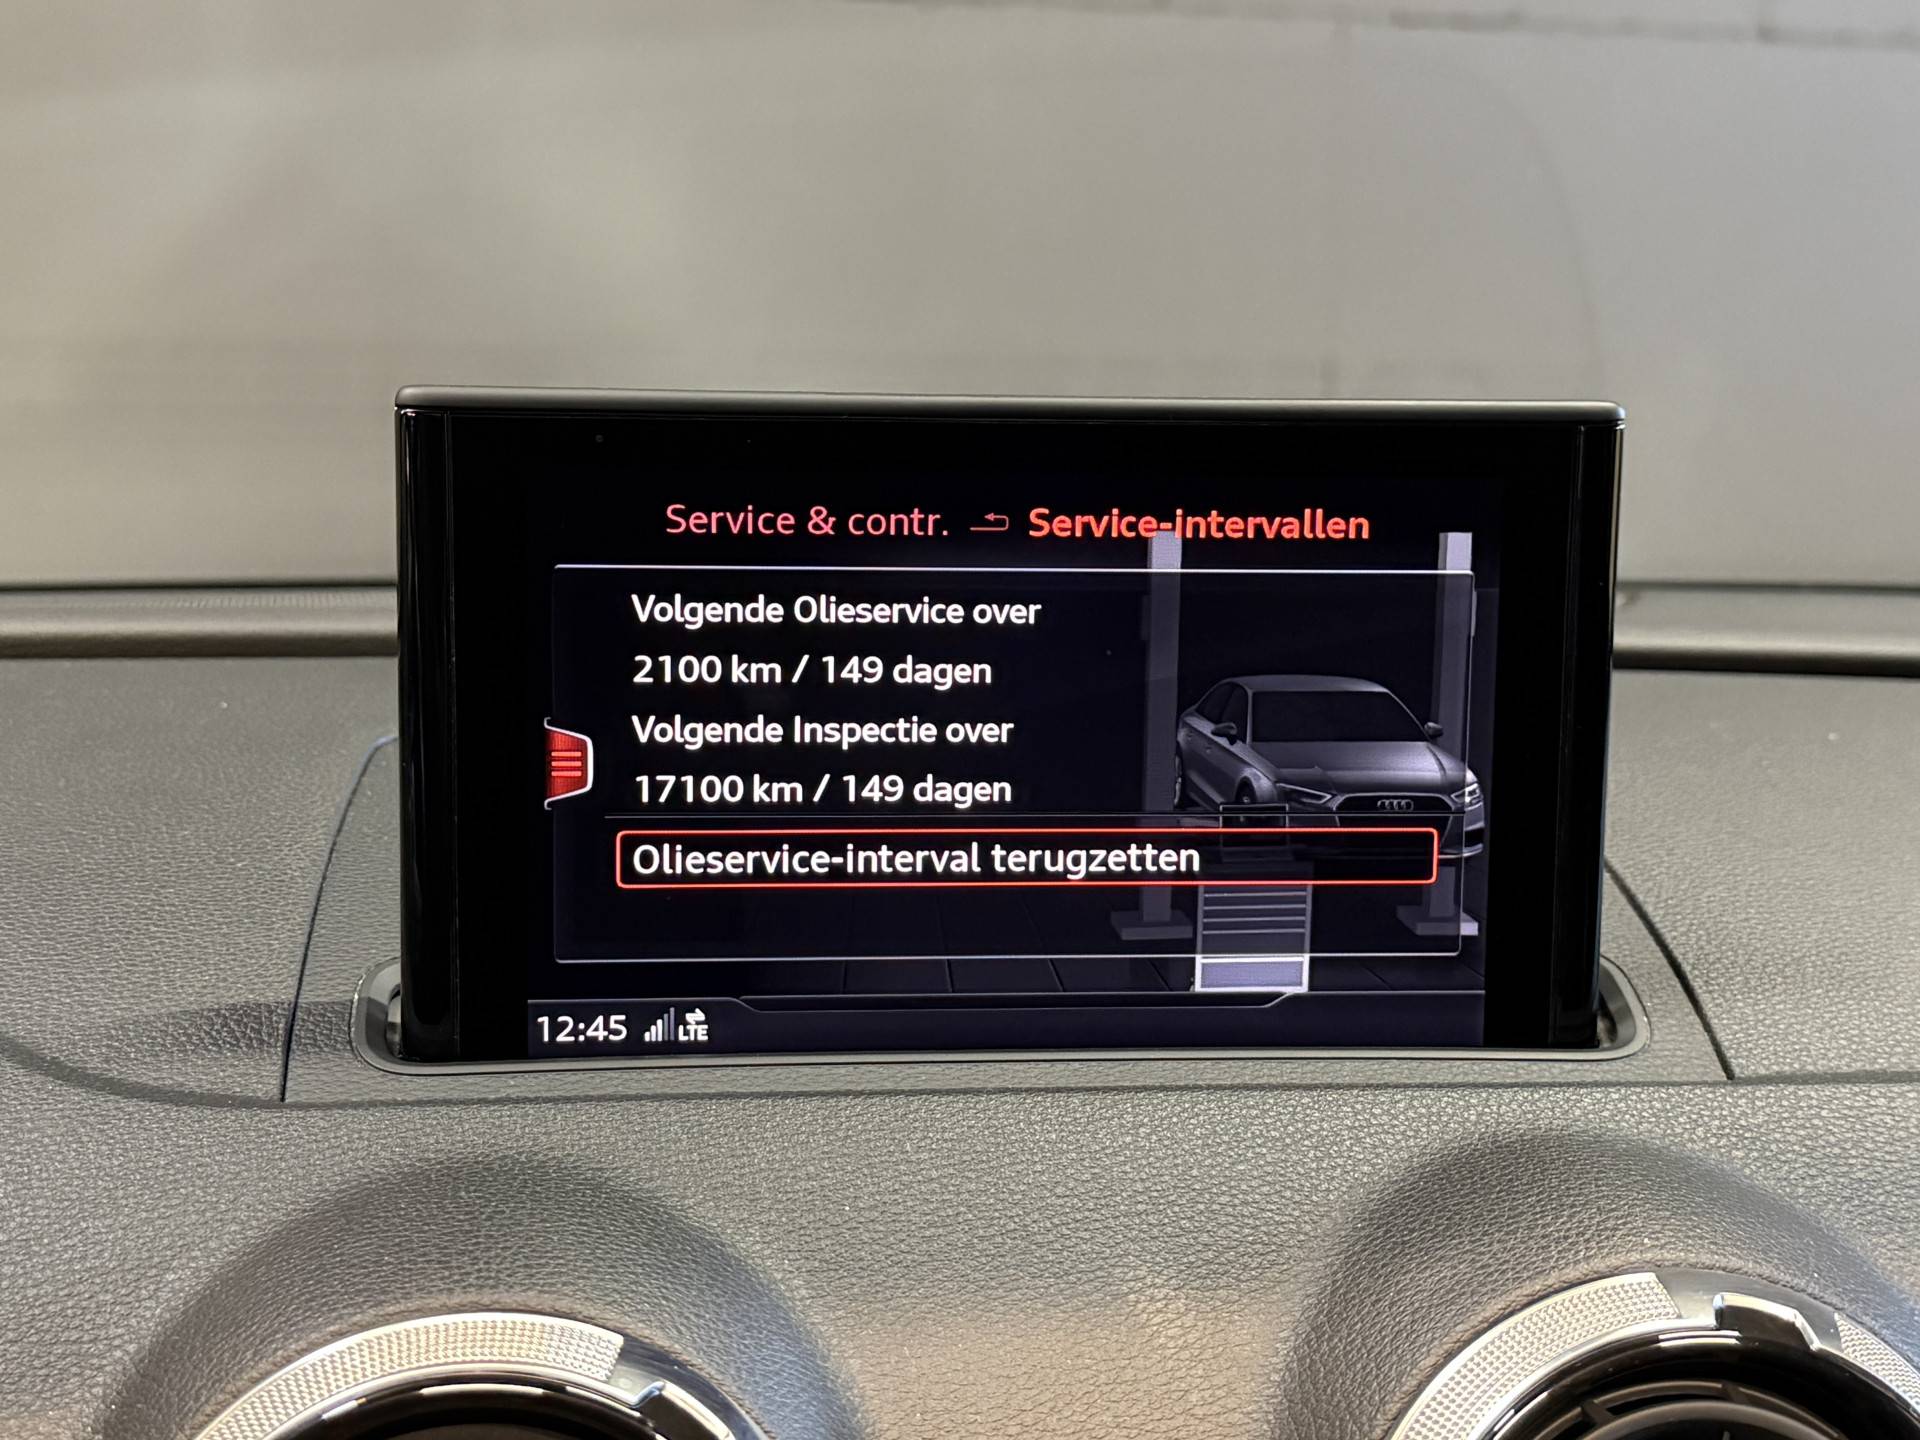 Service & contr. Service-intervallen
Volgende Olieservice over
2100 km / 149 dagen
Volgende Inspectie over
17100 km / 149 dagen
Olieservice-interval terugzetten
12:45 LTE